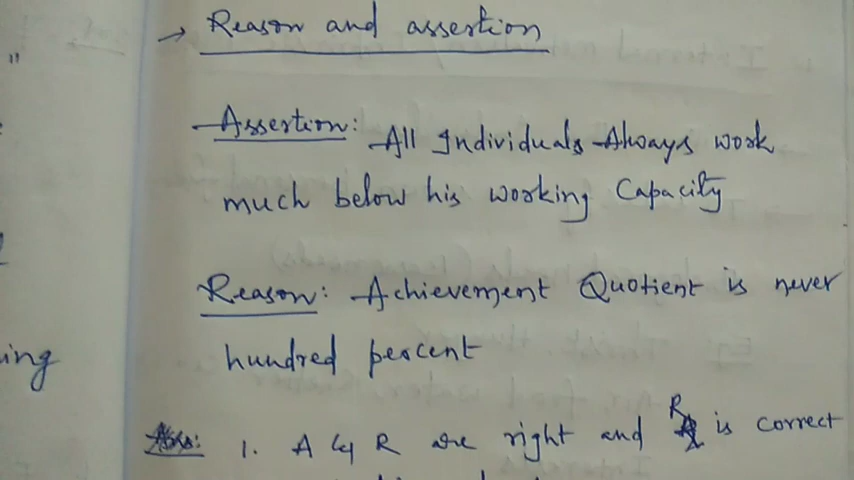 → Reason and assertion
"
Assertion: All Individuals Always work
much below his working Capacity
Reason: Achievement Quotient is never
hundred percent
ing
1. A & R are right and R is correct